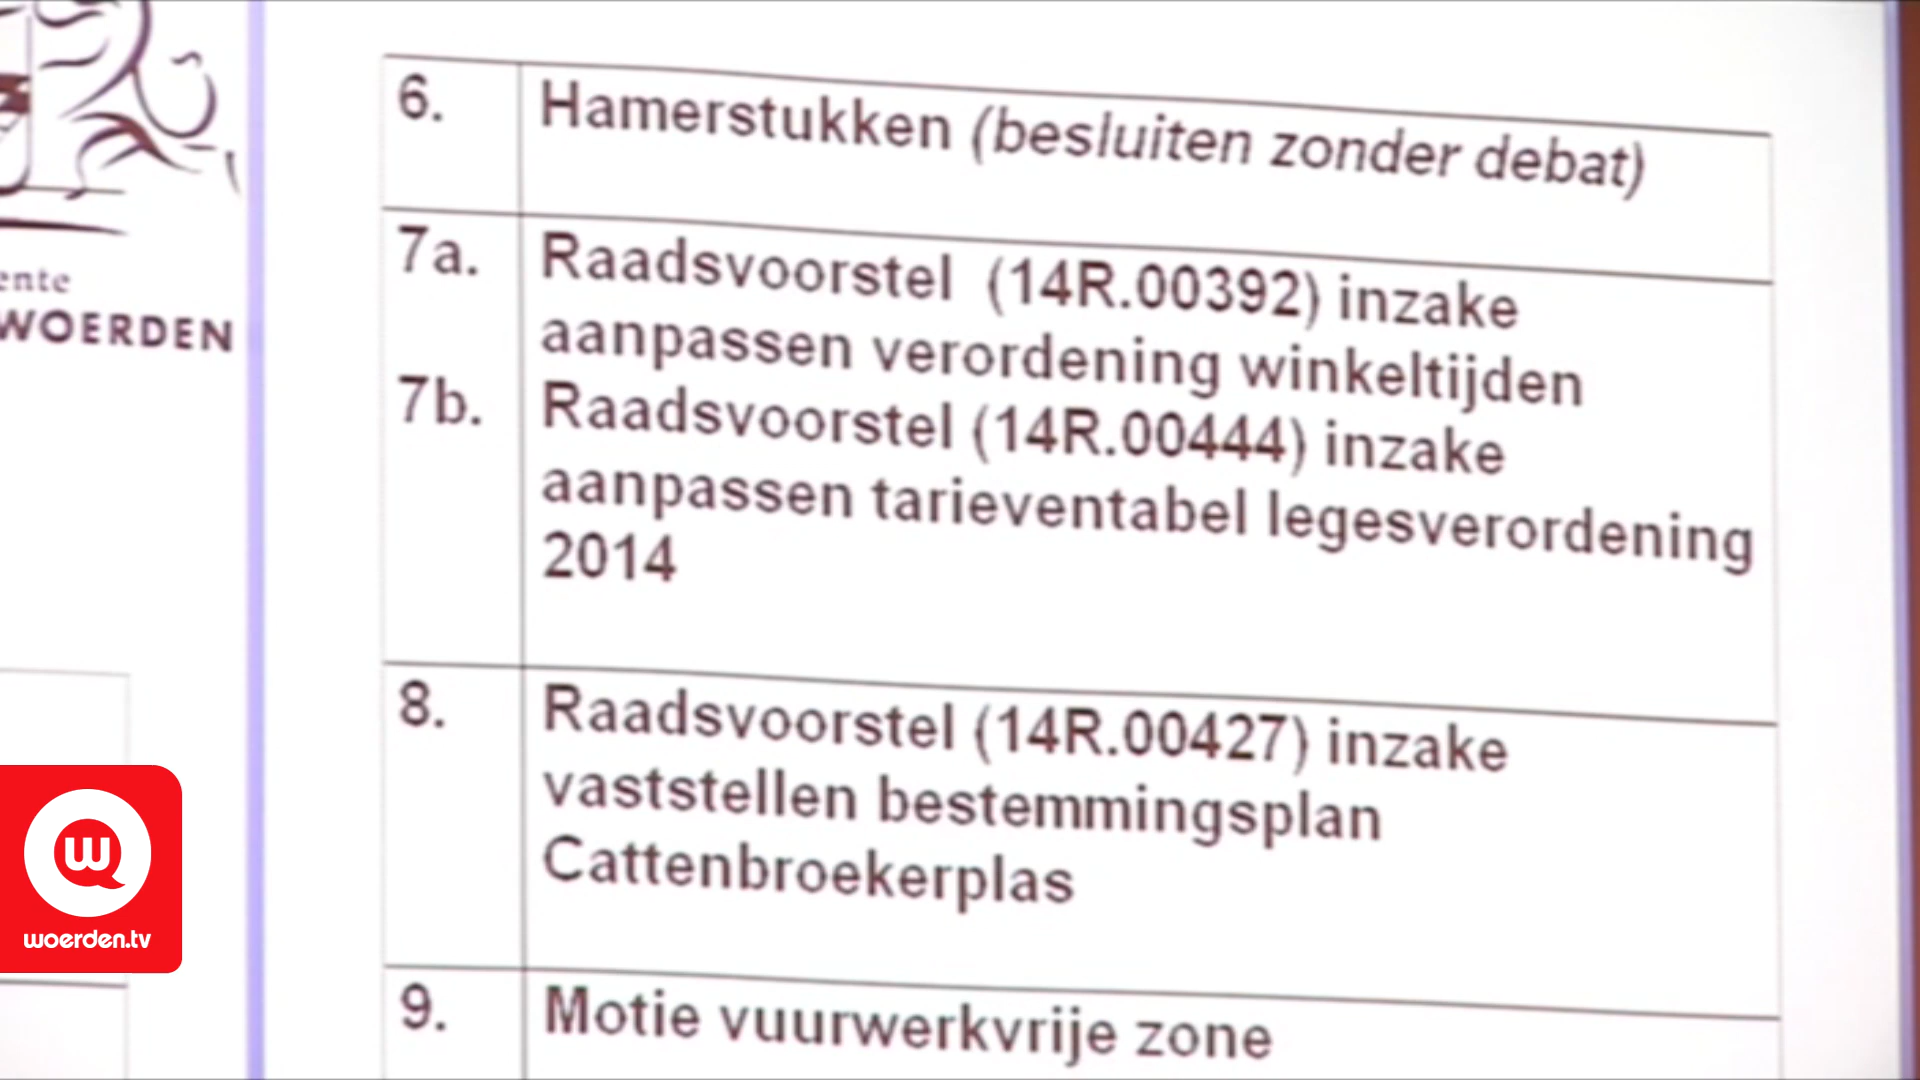 ente
WOERDEN
6. Hamerstukken (besluiten zonder debat)
7a. Raadsvoorstel (14R.00392) inzake
aanpassen verordening winkeltijden
7b. Raadsvoorstel (14R.00444) inzake
aanpassen tarieventabel legesverordening
2014
8. Raadsvoorstel (14R.00427) inzake
vaststellen bestemmingsplan
Cattenbroekerplas
9. Motie vuurwerkvrije zone
w
woerden.tv